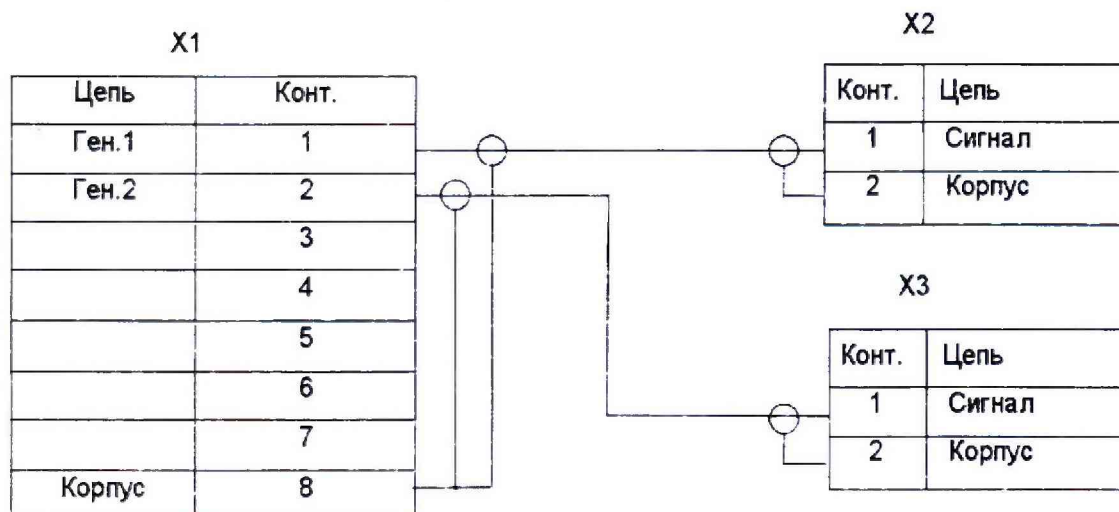 X1
Цепь Конт.
Ген.1 1
Ген.2 2
3
4
5
6
7
Корпус 8
X2
Конт. Цепь
1 Сигнал
2 Корпус
X3
Конт. Цепь
1 Сигнал
2 Корпус